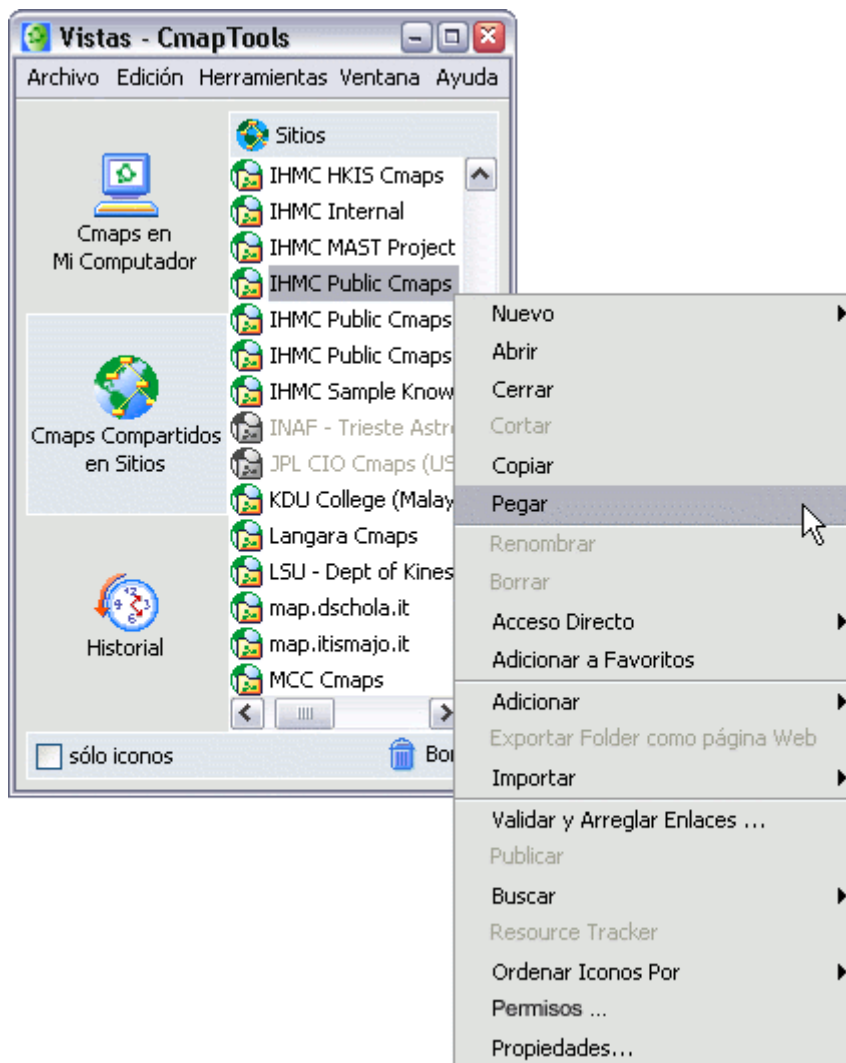 Vistas - CmapTools
Archivo Edición Herramientas Ventana Ayuda
Sitios
Cmaps en
Mi Computador
Cmaps Compartidos
en Sitios
Historial
IHMC HKIS Cmaps
IHMC Internal
IHMC MAST Project
IHMC Public Cmaps
IHMC Public Cmaps
IHMC Public Cmaps
IHMC Sample Know
INAF - Trieste Astr
JPL CIO Cmaps (US
KDU College (Malay
Langara Cmaps
LSU - Dept of Kines
map.dschola.it
map.itismajo.it
MCC Cmaps
sólo iconos
Bor
Nuevo
Abrir
Cerrar
Cortar
Copiar
Pegar
Renombrar
Borrar
Acceso Directo
Adicionar a Favoritos
Adicionar
Exportar Folder como página Web
Importar
Validar y Arreglar Enlaces ...
Publicar
Buscar
Resource Tracker
Ordenar Iconos Por
Permisos ...
Propiedades...